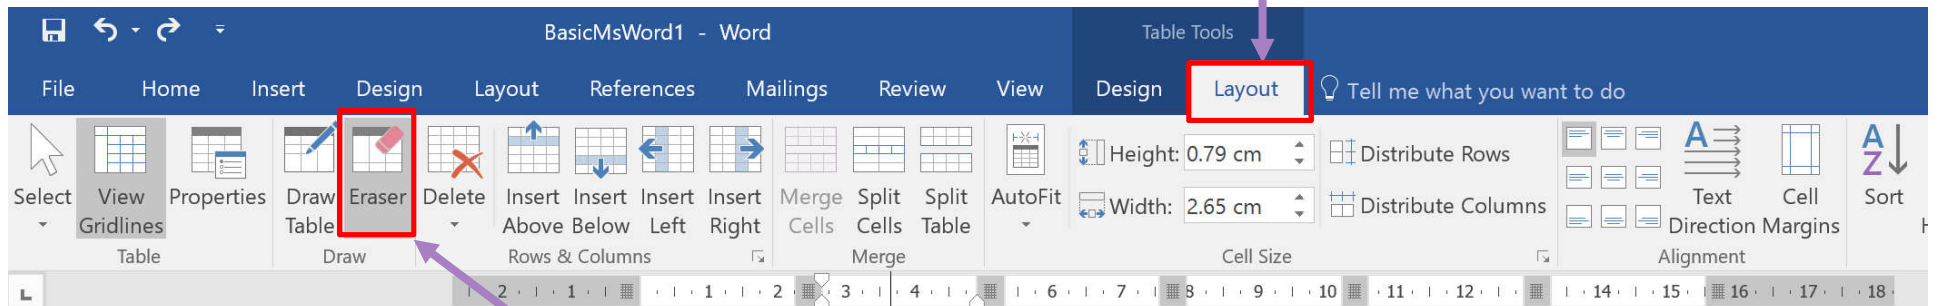 BasicMsWord1 - Word
Table Tools
File Home Insert Design Layout References Mailings Review View Design Layout Tell me what you want to do
Select View Gridlines Properties Draw Table Eraser Delete Insert Above Insert Below Insert Left Insert Right Merge Cells Split Cells Split Table AutoFit
Height: 0.79 cm Distribute Rows
Width: 2.65 cm Distribute Columns
Text Direction Cell Margins
A Z Sort
Table Draw Rows & Columns Merge Cell Size Alignment
2 1 1 2 3 4 6 7 8 9 10 11 12 14 15 16 17 18